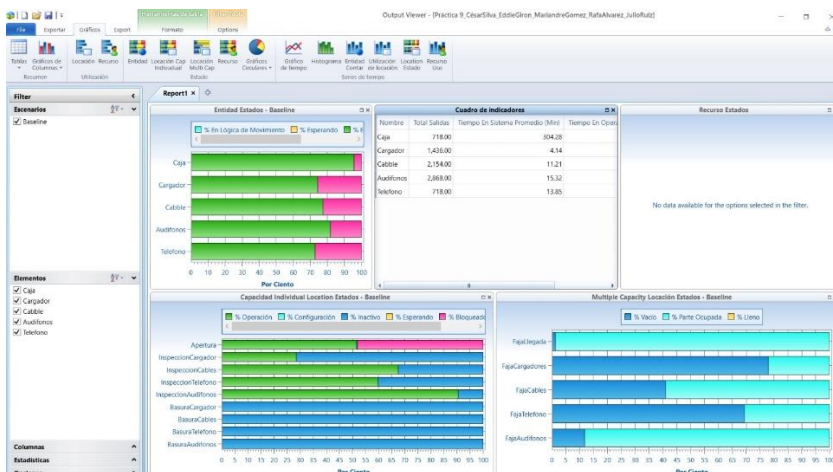 Output Viewer - [Práctica 9_CésarSilva_EddieGiron_MariandreGomez_RafaAlvarez_JulioRuiz]
File Exportar Gráficos Export Formato Options
Tablas Gráficos de Columnas Locación Recurso Entidad Locación Cap Individual Locación Multi Cap Recurso Gráficos Circulares Gráfico de tiempo Histograma Entidad Contar Utilización de locación Location Estado Recurso Uso
Resumen Utilización Estado Series de tiempo
Filter
Report1
Escenarios
Baseline
Entidad Estados - Baseline
% En Lógica de Movimiento % Esperando
Caja
Cargador
Cabble
Audifonos
Telefono
0 10 20 30 40 50 60 70 80 90 100
Por Ciento
Cuadro de Indicadores
Nombre Total Salidas Tiempo En Sistema Promedio (Min)
Caja 718.00 304.28
Cargador 1,436.00 4.14
Cabble 2,154.00 11.21
Audifonos 2,868.00 15.32
Telefono 718.00 13.85
Recurso Estados
No data available for the options selected in the filter.
Elementos
Caja
Cargador
Cabble
Audifonos
Telefono
Capacidad Individual Location Estados - Baseline
% Operación % Configuración % Inactivo % Esperando % Bloqueado
Apertura
InspeccionCargador
InspeccionCables
InspeccionTelefono
InspeccionAudifonos
BasuraCargador
BasuraCables
BasuraTelefono
BasuraAudifonos
0 5 10 15 20 25 30 35 40 45 50 55 60 65 70 75 80 85 90 95 100
Por Ciento
Multiple Capacity Locación Estados - Baseline
% Vacío % Parte Ocupada % Lleno
FajaLlegada
FajaCargadores
FajaCables
FajaTelefono
FajaAudifonos
0 5 10 15 20 25 30 35 40 45 50 55 60 65 70 75 80 85 90 95
Por Ciento
Columnas
Estadísticas